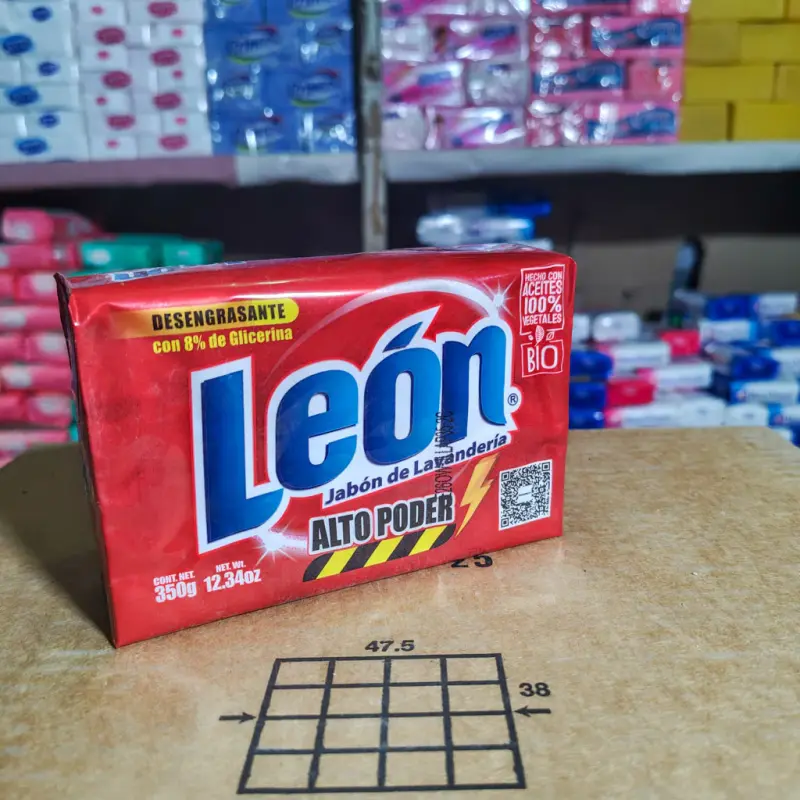 DESENGRASANTE
con 8% de Glicerina
HECHO CON
ACEITES
100%
VEGETALES
BIO
León®
Jabón de Lavandería
ALTO PODER
CONT. NET. NET. Wt.
350g 12.34oz
25
47.5
38